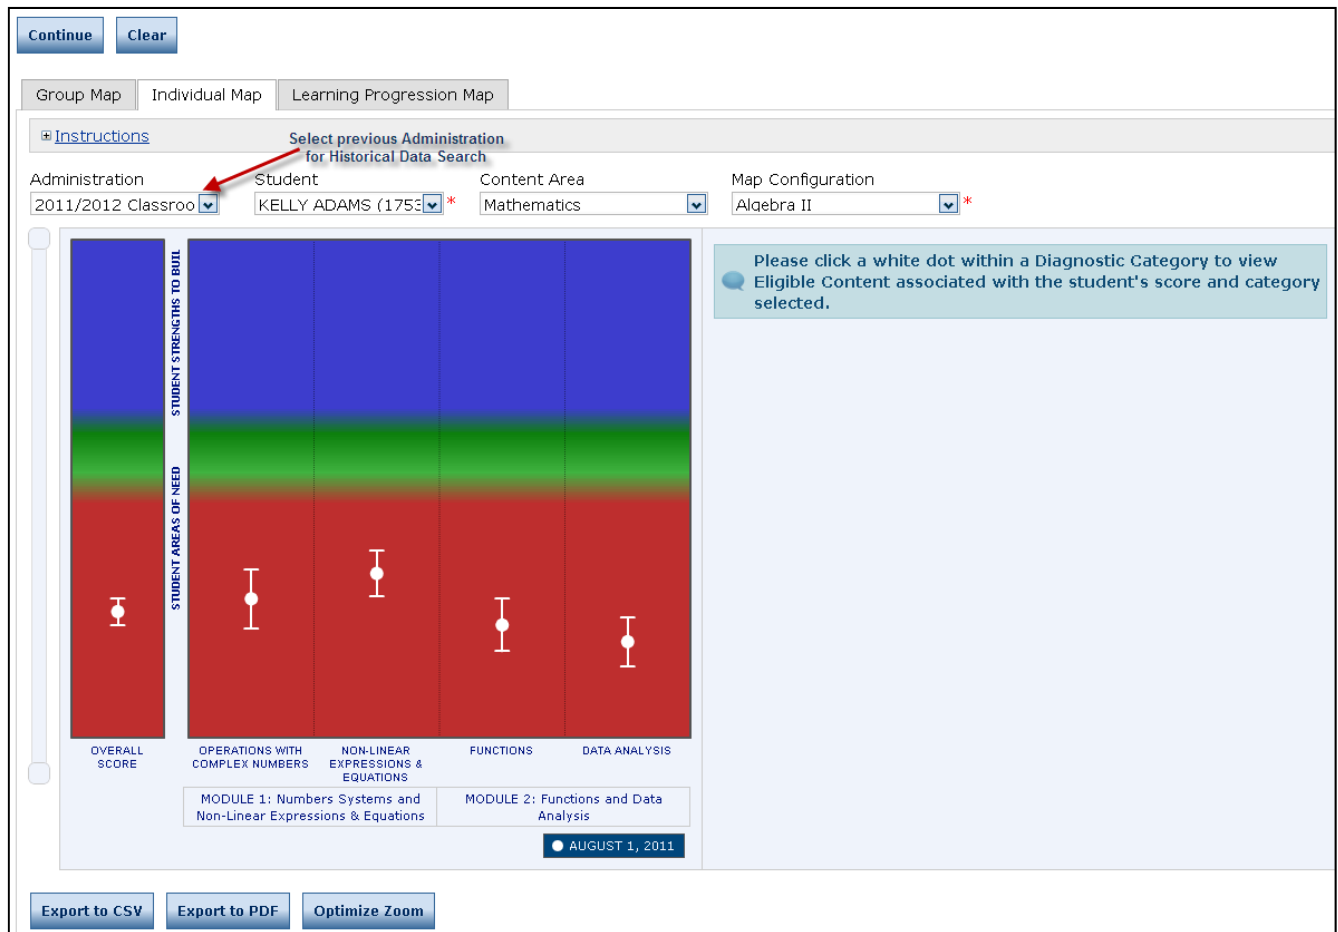 Continue
Clear
Group Map
Individual Map
Learning Progression Map
Instructions
Select previous Administration
for Historical Data Search
Administration
Student
Content Area
Map Configuration
2011/2012 Classroo
KELLY ADAMS (1753
*
Mathematics
Algebra II
*
STUDENT STRENGTHS TO BUIL
STUDENT AREAS OF NEED
Please click a white dot within a Diagnostic Category to view
Eligible Content associated with the student's score and category
selected.
OVERALL
SCORE
OPERATIONS WITH
COMPLEX NUMBERS
NON-LINEAR
EXPRESSIONS &
EQUATIONS
FUNCTIONS
DATA ANALYSIS
MODULE 1: Numbers Systems and
Non-Linear Expressions & Equations
MODULE 2: Functions and Data
Analysis
AUGUST 1, 2011
Export to CSV
Export to PDF
Optimize Zoom